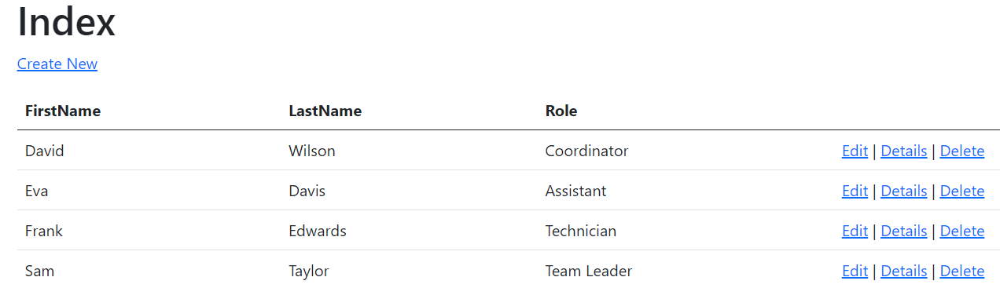 Index
Create New
FirstName LastName Role
David Wilson Coordinator Edit | Details | Delete
Eva Davis Assistant Edit | Details | Delete
Frank Edwards Technician Edit | Details | Delete
Sam Taylor Team Leader Edit | Details | Delete